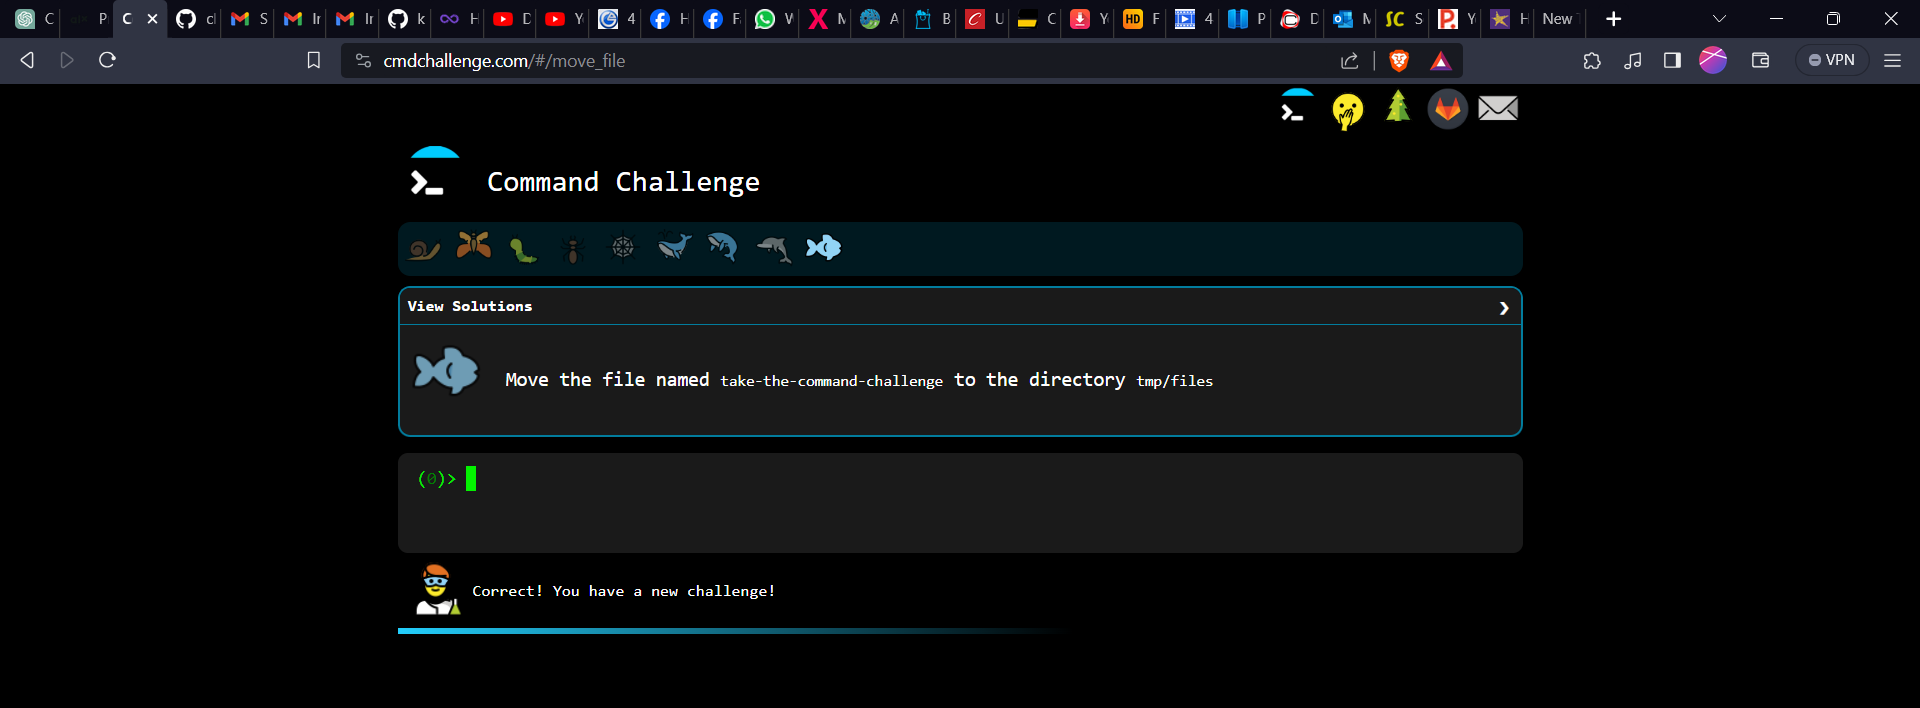 C P C cl S Ir Ir k H D Y 4 H F W M A B U C Y F 4 P D M S Y H New
cmdchallenge.com/#/move_file VPN
Command Challenge
View Solutions
Move the file named take-the-command-challenge to the directory tmp/files
(0)>
Correct! You have a new challenge!